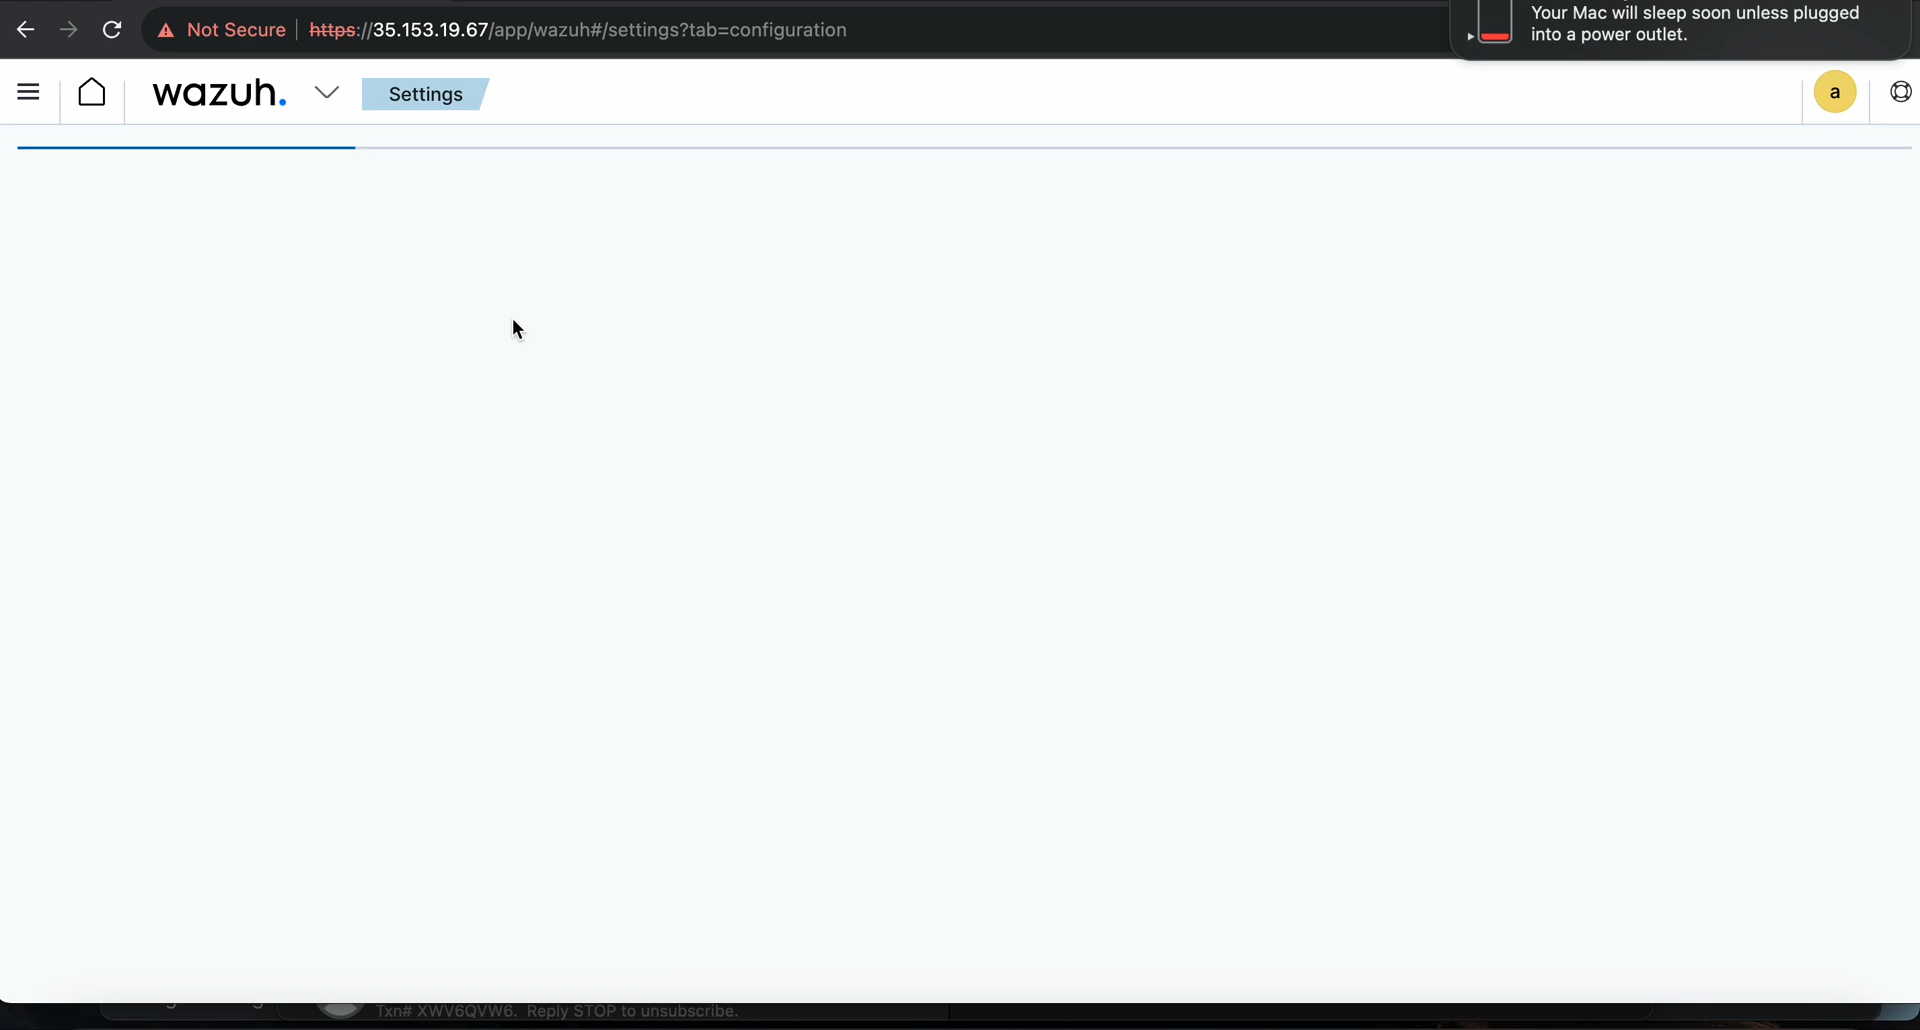 Your Mac will sleep soon unless plugged
into a power outlet.
Not Secure https://35.153.19.67/app/wazuh#/settings?tab=configuration
wazuh. Settings a
Txn# XWV6QVW6. Reply STOP to unsubscribe.